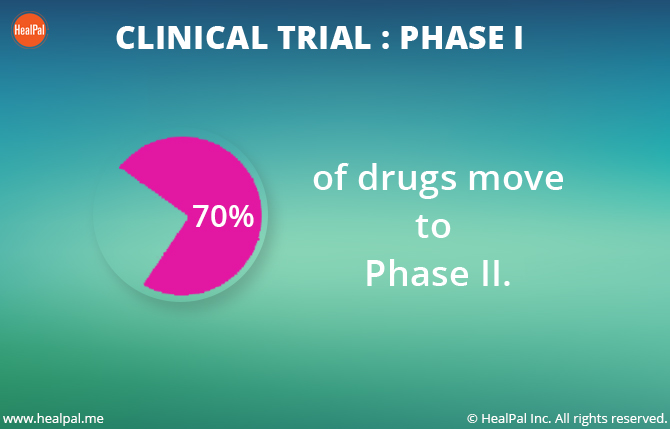 HealPal
CLINICAL TRIAL : PHASE I
70%
of drugs move
to
Phase II.
www.healpal.me
© HealPal Inc. All rights reserved.